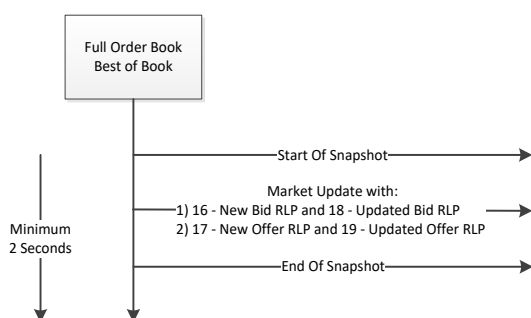 Full Order Book
Best of Book
Start Of Snapshot
Market Update with:
1) 16 - New Bid RLP and 18 - Updated Bid RLP
2) 17 - New Offer RLP and 19 - Updated Offer RLP
Minimum
2 Seconds
End Of Snapshot